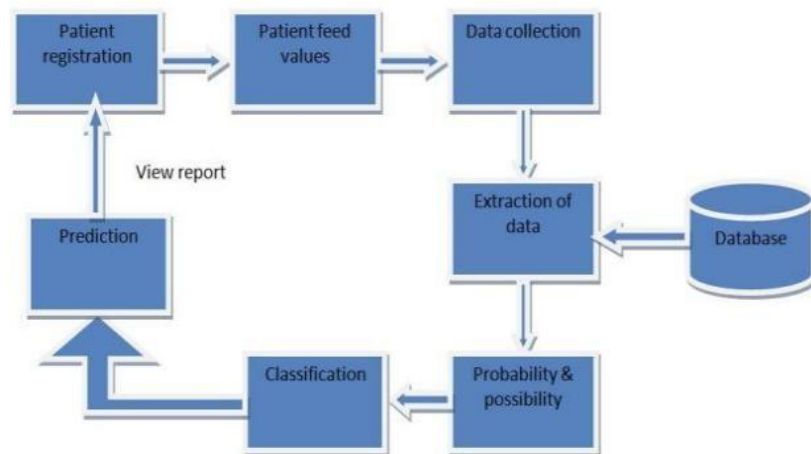 Patient
registration
Patient feed
values
Data collection
View report
Extraction of
data
Prediction
Database
Classification
Probability &
possibility